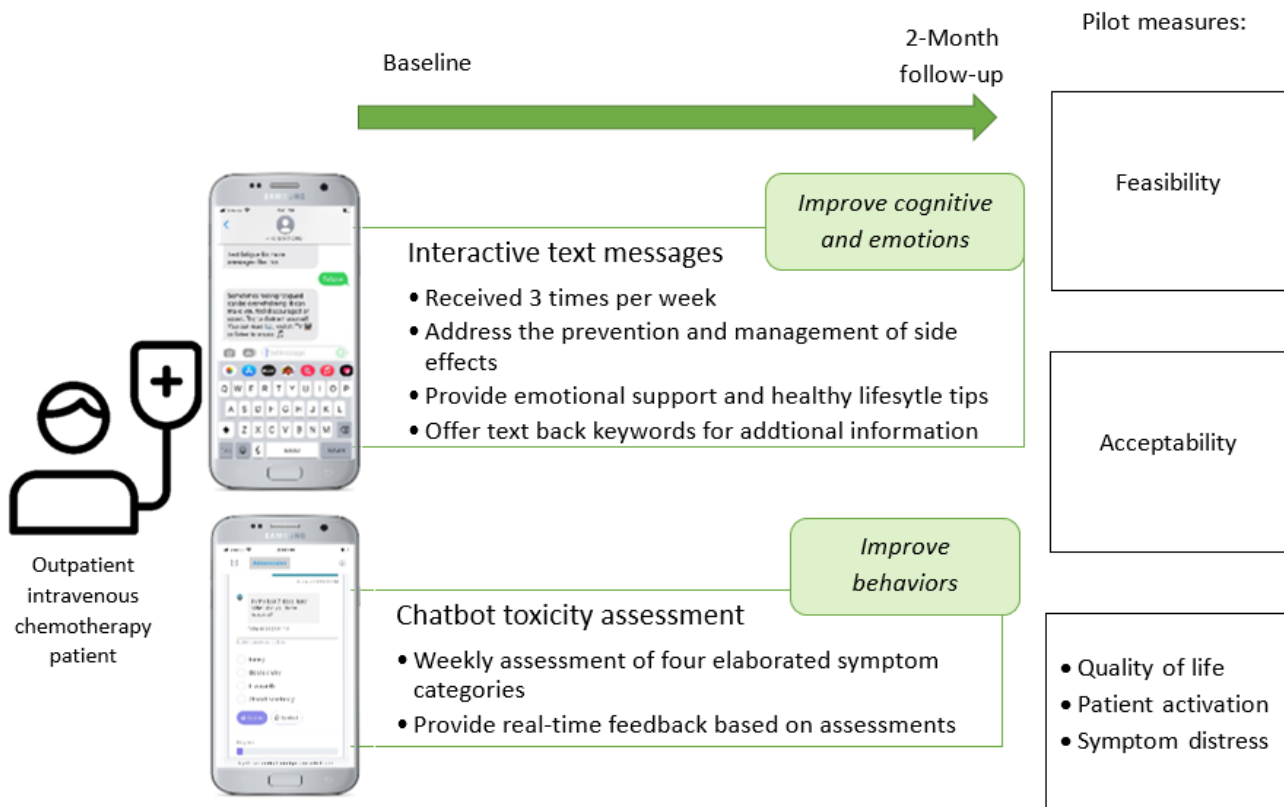 Baseline
2-Month
follow-up
Pilot measures:
Feasibility
Acceptability
• Quality of life
• Patient activation
• Symptom distress
Outpatient
intravenous
chemotherapy
patient
SAMSUNG
Improve cognitive
and emotions
Interactive text messages
• Received 3 times per week
• Address the prevention and management of side
effects
• Provide emotional support and healthy lifesytle tips
• Offer text back keywords for addtional information
Q W E R T Y U I O P
A S D F G H J K L
Z X C V B N M
SAMSUNG
Improve
behaviors
Chatbot toxicity assessment
• Weekly assessment of four elaborated symptom
categories
• Provide real-time feedback based on assessments